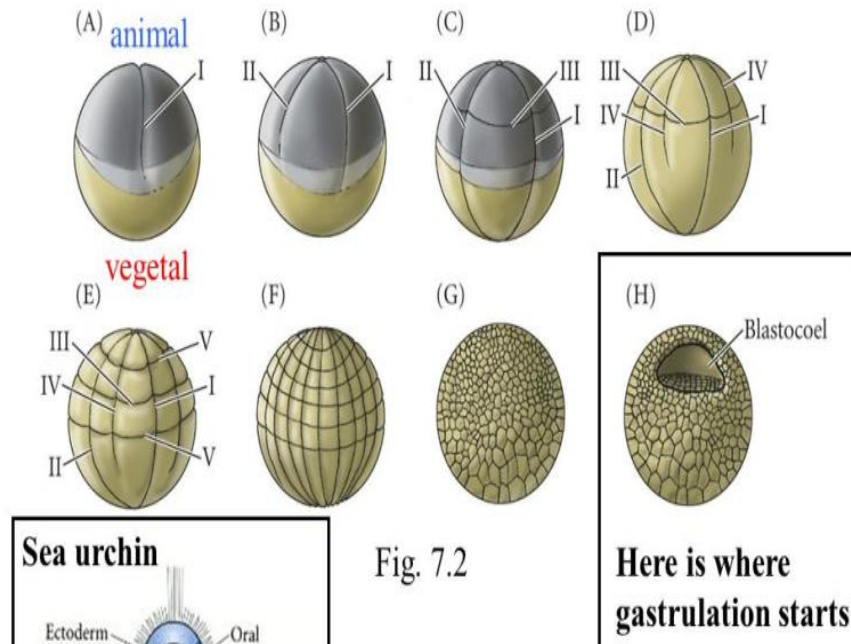 (A)
animal
I
(B)
II
I
(C)
II
III
I
(D)
III
IV
IV
I
II
vegetal
(E)
III
V
IV
I
II
V
(F)
(G)
(H)
Blastocoel
Sea urchin
Fig. 7.2
Here is where
gastrulation starts
Ectoderm
Oral